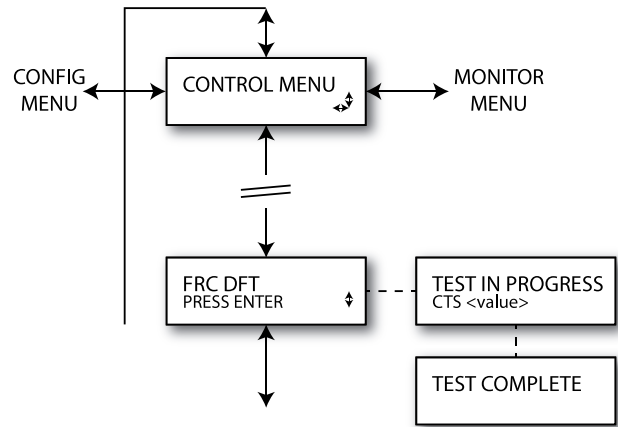 CONFIG
MENU
CONTROL MENU
MONITOR
MENU
FRC DFT
PRESS ENTER
TEST IN PROGRESS
CTS <value>
TEST COMPLETE